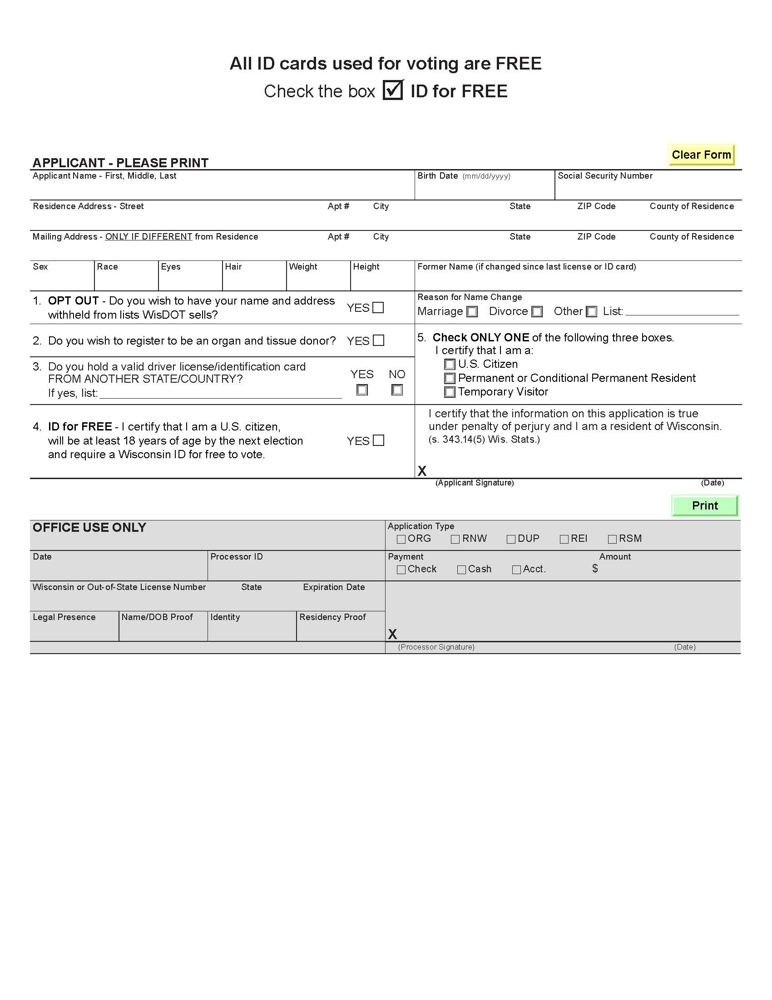 All ID cards used for voting are FREE
Check the box ☑ ID for FREE
Clear Form
APPLICANT - PLEASE PRINT
Applicant Name - First, Middle, Last Birth Date (mm/dd/yyyy) Social Security Number
Residence Address - Street Apt # City State ZIP Code County of Residence
Mailing Address - ONLY IF DIFFERENT from Residence Apt # City State ZIP Code County of Residence
Sex Race Eyes Hair Weight Height Former Name (if changed since last license or ID card)
1. OPT OUT - Do you wish to have your name and address
withheld from lists WisDOT sells?
YES ☐
Reason for Name Change
Marriage ☐ Divorce ☐ Other ☐ List:
2. Do you wish to register to be an organ and tissue donor? YES ☐
3. Do you hold a valid driver license/identification card
FROM ANOTHER STATE/COUNTRY?
If yes, list:
YES NO
☐ ☐
5. Check ONLY ONE of the following three boxes.
I certify that I am a:
☐ U.S. Citizen
☐ Permanent or Conditional Permanent Resident
☐ Temporary Visitor
4. ID for FREE - I certify that I am a U.S. citizen,
will be at least 18 years of age by the next election
and require a Wisconsin ID for free to vote.
YES ☐
I certify that the information on this application is true
under penalty of perjury and I am a resident of Wisconsin.
(s. 343.14(5) Wis. Stats.)
X
(Applicant Signature) (Date)
Print
OFFICE USE ONLY
Application Type
☐ ORG ☐ RNW ☐ DUP ☐ REI ☐ RSM
Date Processor ID
Payment Amount
☐ Check ☐ Cash ☐ Acct. $
Wisconsin or Out-of-State License Number State Expiration Date
Legal Presence Name/DOB Proof Identity Residency Proof
X
(Processor Signature) (Date)